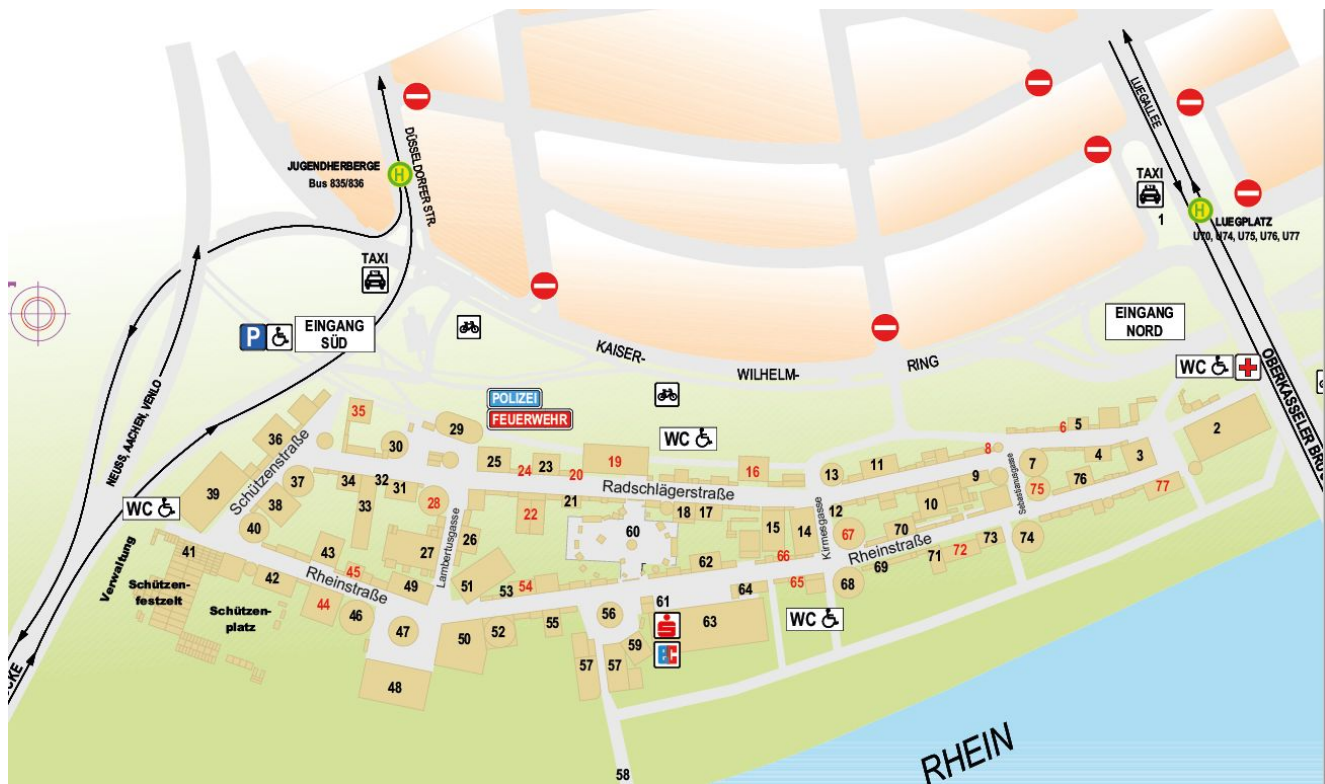 JUGENDHERBERGE
Bus 835/836
H
DÜSSELDORFER STR.
LUEGALLEE
TAXI
1
H
LUEGPLATZ
U70, U74, U75, U76, U77
TAXI
P
EINGANG
SÜD
KAISER-
WILHELM-
RING
EINGANG
NORD
WC
OBERKASSELER
NEUSS, AACHEN, VENLO
POLIZEI
FEUERWEHR
WC
35
36
30
29
25
24
23
20
19
16
13
11
8
6
5
4
3
2
7
9
Schützenstraße
37
34
32
31
28
Radschlägerstraße
21
18
17
12
10
Sebastianusgasse
75
76
77
39
38
33
22
26
27
60
15
14
Kirmesgasse
67
70
Rheinstraße
72
73
74
WC
40
41
43
45
Lambertusgasse
51
62
66
69
71
Verwaltung
Schützen-
festzelt
42
Rheinstraße
49
53
54
61
64
65
68
Schützen-
platz
44
46
47
50
52
55
56
63
WC
S
EC
59
57
57
48
58
RHEIN